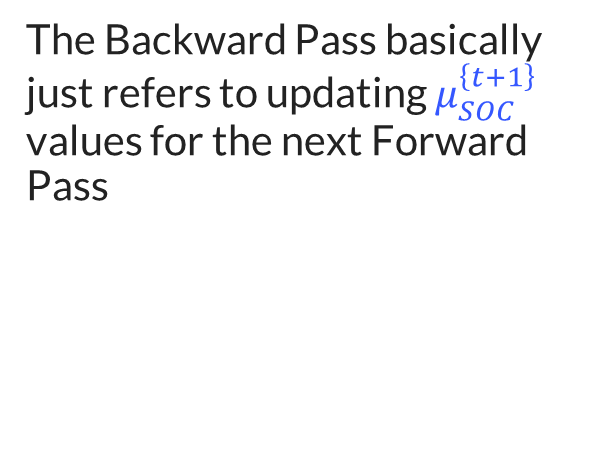 The Backward Pass basically
just refers to updating μ_{SOC}^{\{t+1\}}
values for the next Forward
Pass